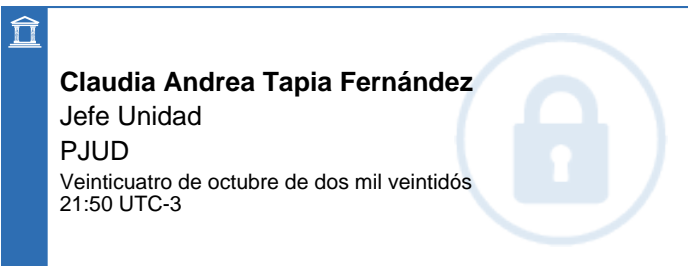 Claudia Andrea Tapia Fernández
Jefe Unidad
PJUD
Veinticuatro de octubre de dos mil veintidós
21:50 UTC-3